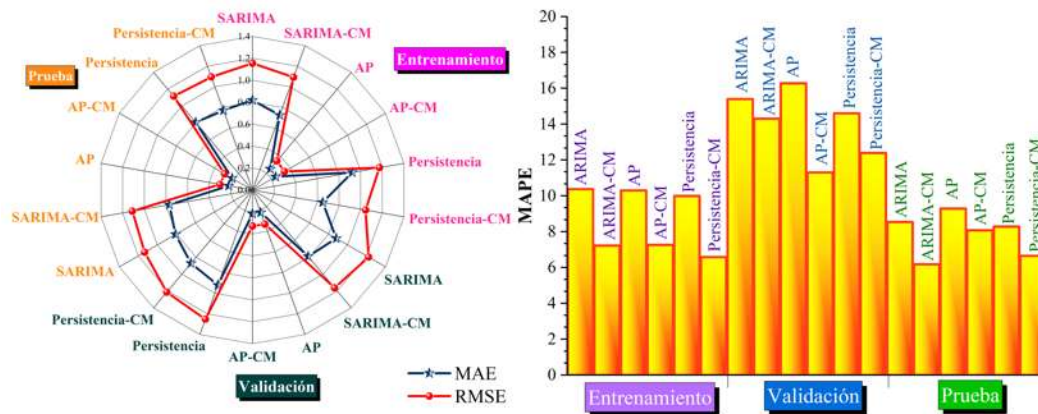 SARIMA
SARIMA-CM
AP
AP-CM
Persistencia
Persistencia-CM
SARIMA
SARIMA-CM
AP
AP-CM
Persistencia
Persistencia-CM
SARIMA
SARIMA-CM
AP
AP-CM
Persistencia
Persistencia-CM
Entrenamiento
Validación
Prueba
1.4
1.2
1.0
0.8
0.6
0.4
0.2
0.00
MAE
RMSE
MAPE
20
18
16
14
12
10
8
6
4
2
0
ARIMA
ARIMA-CM
AP
AP-CM
Persistencia
Persistencia-CM
ARIMA
ARIMA-CM
AP
AP-CM
Persistencia
Persistencia-CM
ARIMA
ARIMA-CM
AP
AP-CM
Persistencia
Persistencia-CM
Entrenamiento
Validación
Prueba